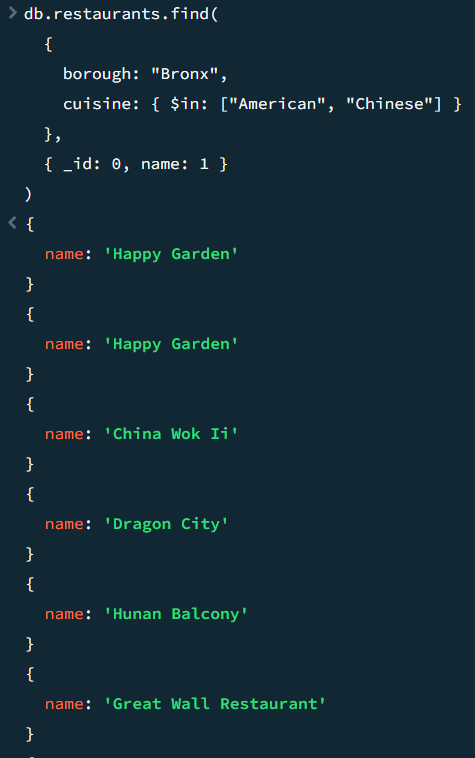 > db.restaurants.find(
{
borough: "Bronx",
cuisine: { $in: ["American", "Chinese"] }
},
{ _id: 0, name: 1 }
)
< {
name: 'Happy Garden'
}
{
name: 'Happy Garden'
}
{
name: 'China Wok Ii'
}
{
name: 'Dragon City'
}
{
name: 'Hunan Balcony'
}
{
name: 'Great Wall Restaurant'
}